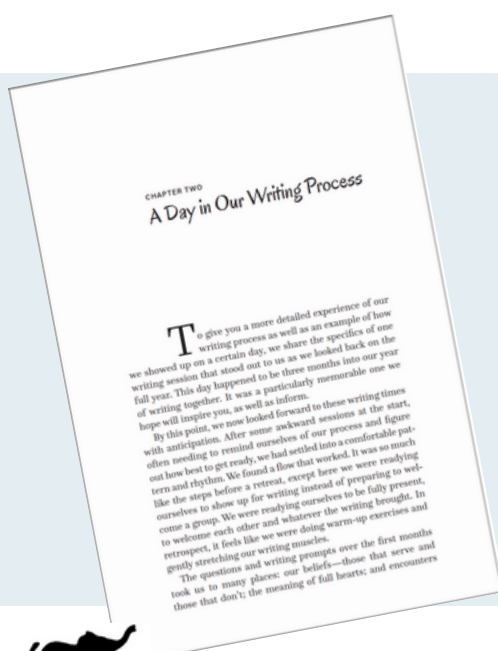 CHAPTER TWO
A Day in Our Writing Process
To give you a more detailed experience of our
writing process as well as an example of how
we showed up on a certain day, we share the specifics of one
writing session that stood out to us as we looked back on the
full year. This day happened to be three months into our year
of writing together. It was a particularly memorable one we
hope will inspire you, as well as inform.
By this point, we now looked forward to these writing times
with anticipation. After some awkward sessions at the start,
often needing to remind ourselves of our process and figure
out how best to get ready, we had settled into a comfortable pat-
tern and rhythm. We found a flow that worked. It was so much
like the steps before a retreat, except here we were readying
ourselves to show up for writing instead of preparing to wel-
come a group. We were readying ourselves to be fully present,
to welcome each other and whatever the writing brought. In
retrospect, it feels like we were doing warm-up exercises and
gently stretching our writing muscles.
The questions and writing prompts over the first months
took us to many places: our beliefs—those that serve and
those that don't; the meaning of full hearts; and encounters